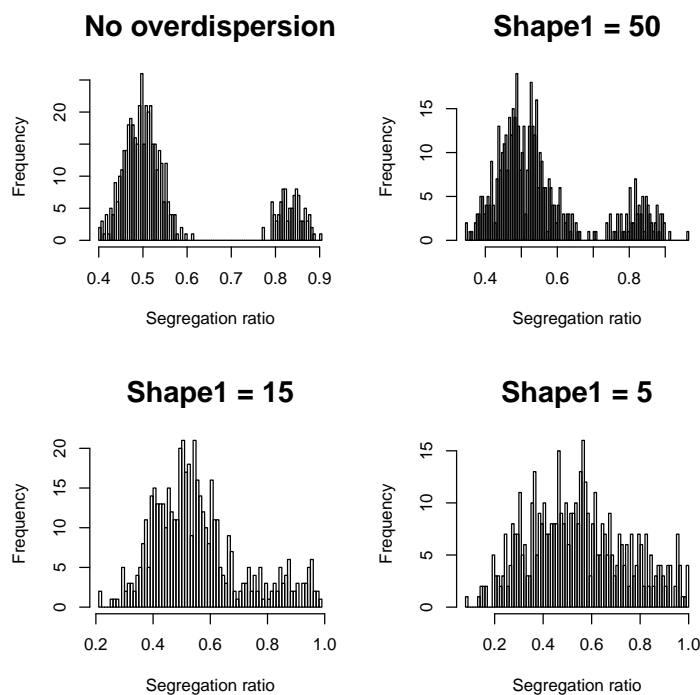 No overdispersion
Frequency
0 5 10 15 20
0.4 0.5 0.6 0.7 0.8 0.9
Segregation ratio
Shape1 = 50
Frequency
0 5 10 15
0.4 0.6 0.8
Segregation ratio
Shape1 = 15
Frequency
0 5 10 15 20
0.2 0.4 0.6 0.8 1.0
Segregation ratio
Shape1 = 5
Frequency
0 5 10 15
0.2 0.4 0.6 0.8 1.0
Segregation ratio